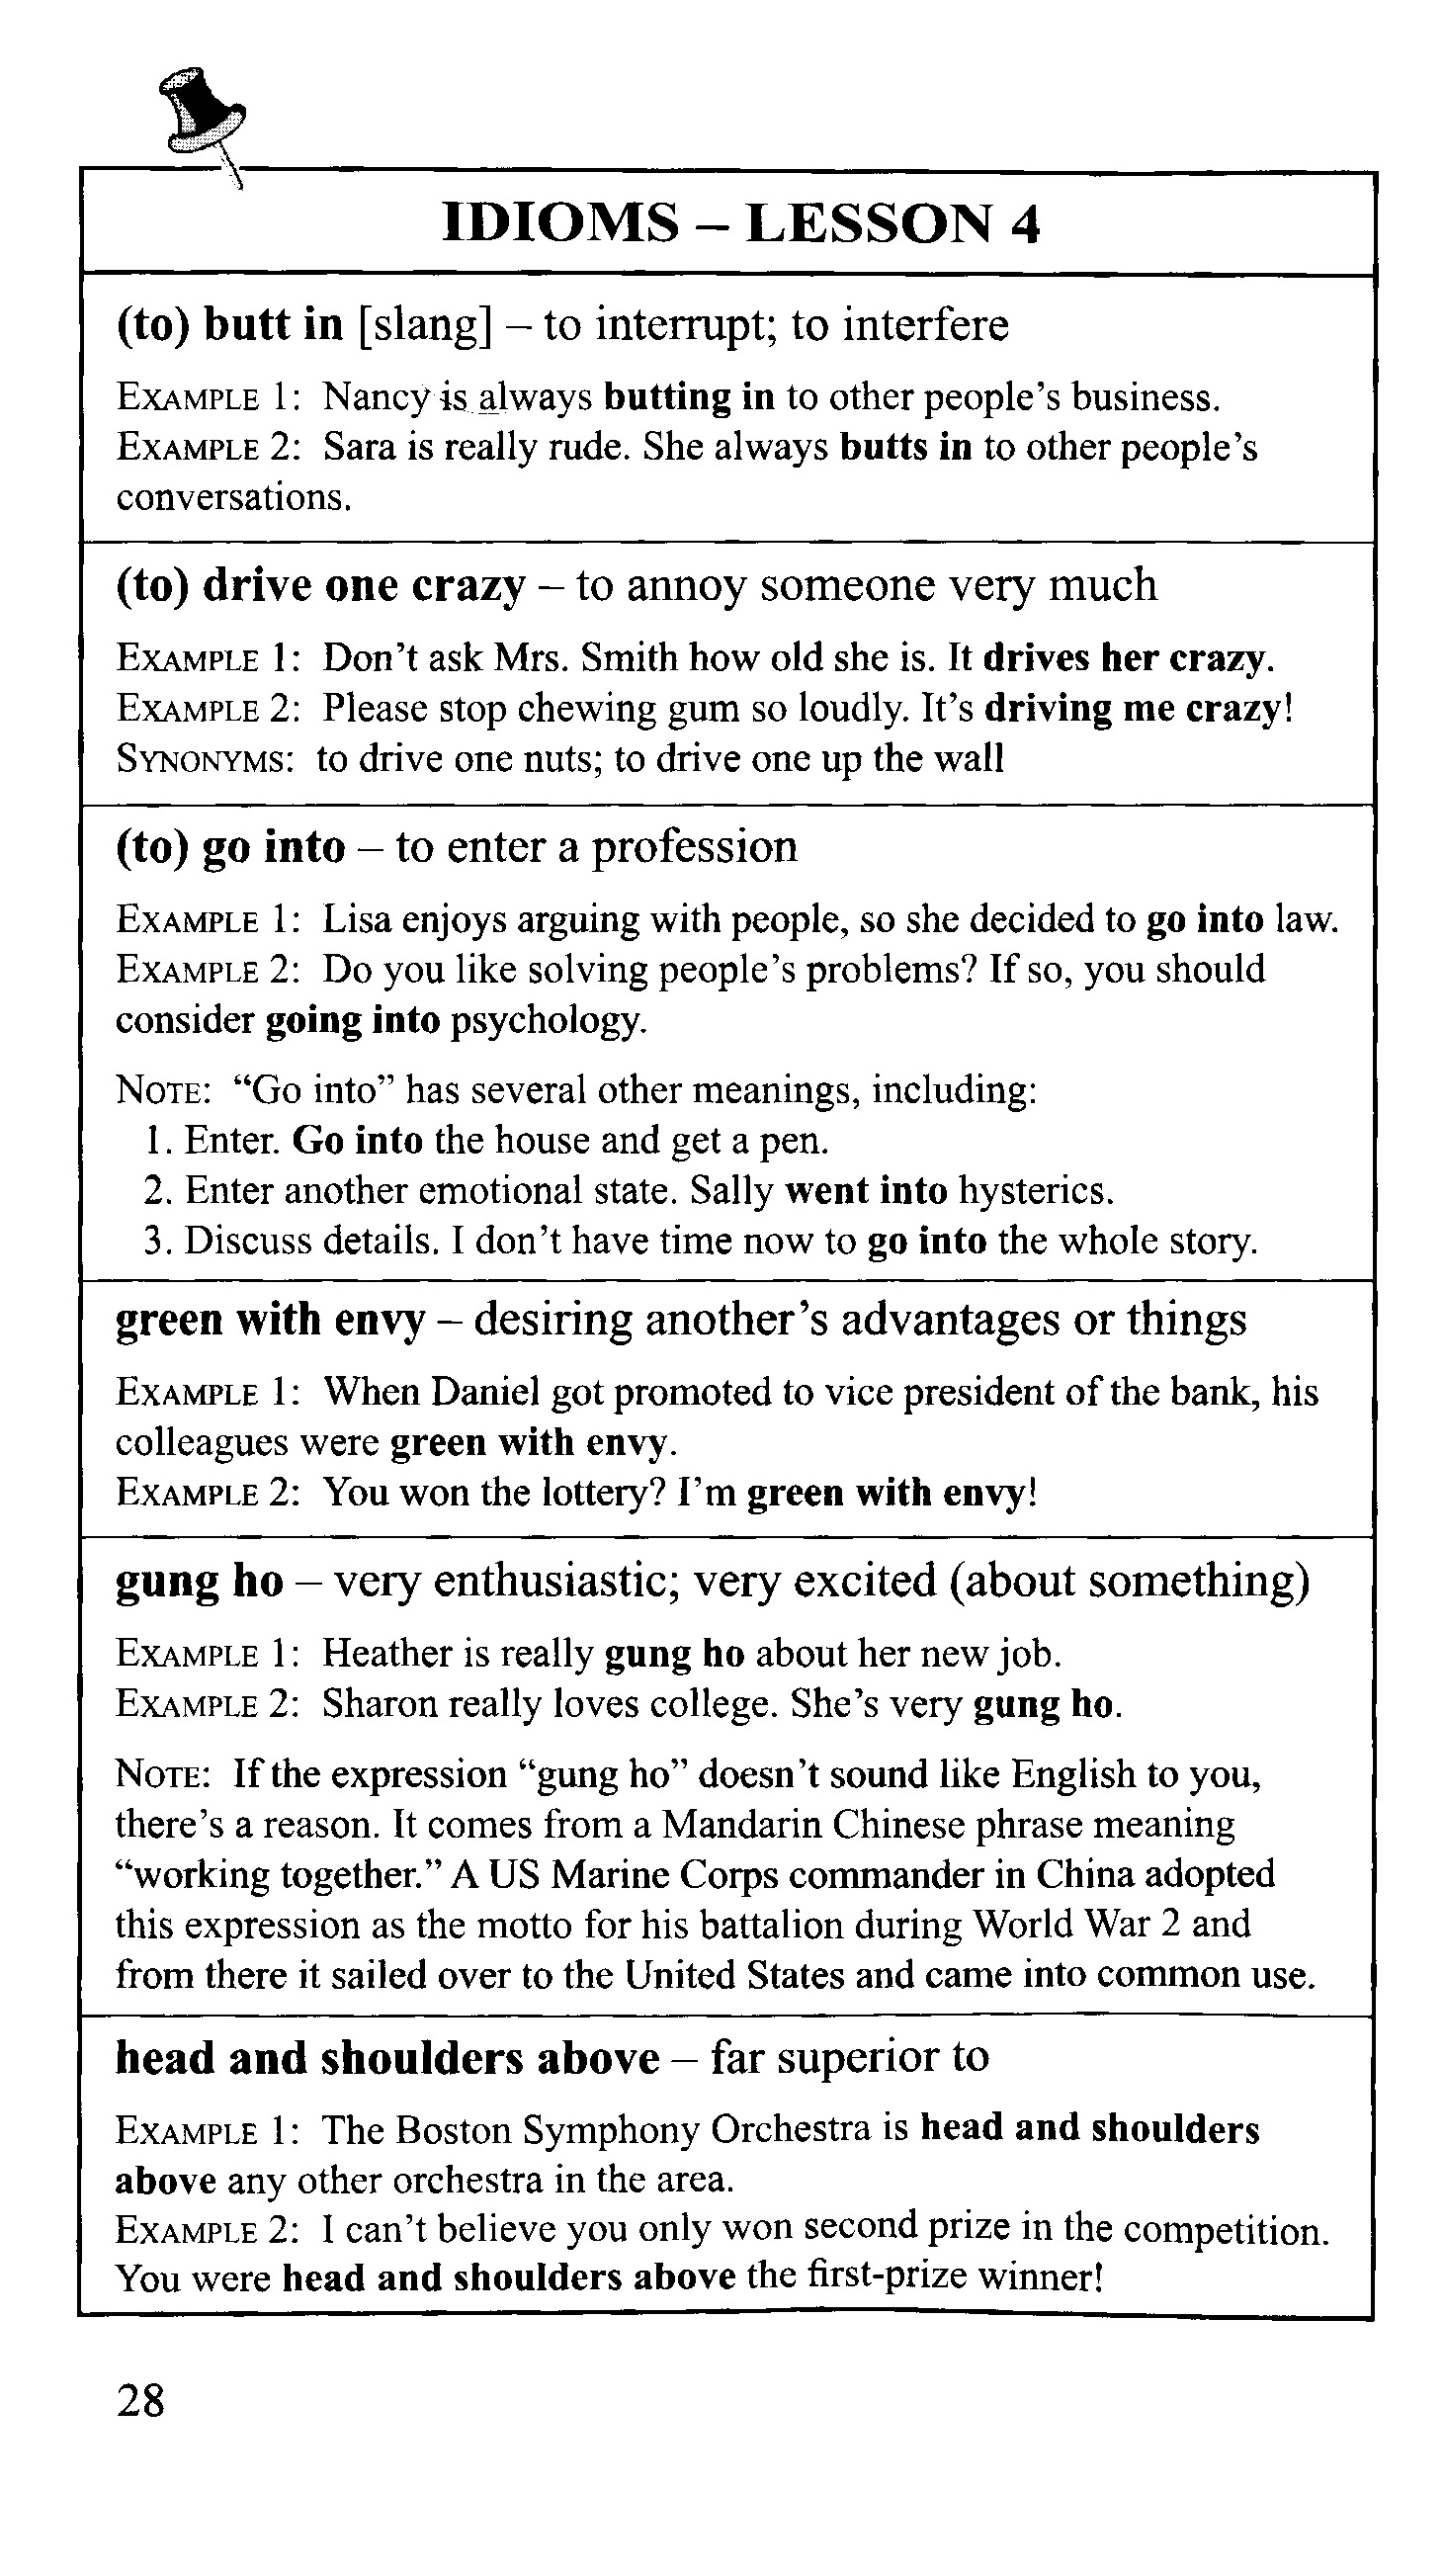 IDIOMS – LESSON 4
(to) butt in [slang] – to interrupt; to interfere
EXAMPLE 1: Nancy is always butting in to other people's business.
EXAMPLE 2: Sara is really rude. She always butts in to other people's
conversations.
(to) drive one crazy – to annoy someone very much
EXAMPLE 1: Don't ask Mrs. Smith how old she is. It drives her crazy.
EXAMPLE 2: Please stop chewing gum so loudly. It's driving me crazy!
SYNONYMS: to drive one nuts; to drive one up the wall
(to) go into – to enter a profession
EXAMPLE 1: Lisa enjoys arguing with people, so she decided to go into law.
EXAMPLE 2: Do you like solving people's problems? If so, you should
consider going into psychology.
NOTE: “Go into” has several other meanings, including:
1. Enter. Go into the house and get a pen.
2. Enter another emotional state. Sally went into hysterics.
3. Discuss details. I don't have time now to go into the whole story.
green with envy – desiring another's advantages or things
EXAMPLE 1: When Daniel got promoted to vice president of the bank, his
colleagues were green with envy.
EXAMPLE 2: You won the lottery? I'm green with envy!
gung ho – very enthusiastic; very excited (about something)
EXAMPLE 1: Heather is really gung ho about her new job.
EXAMPLE 2: Sharon really loves college. She's very gung ho.
NOTE: If the expression “gung ho” doesn't sound like English to you,
there's a reason. It comes from a Mandarin Chinese phrase meaning
“working together.” A US Marine Corps commander in China adopted
this expression as the motto for his battalion during World War 2 and
from there it sailed over to the United States and came into common use.
head and shoulders above – far superior to
EXAMPLE 1: The Boston Symphony Orchestra is head and shoulders
above any other orchestra in the area.
EXAMPLE 2: I can't believe you only won second prize in the competition.
You were head and shoulders above the first-prize winner!
28